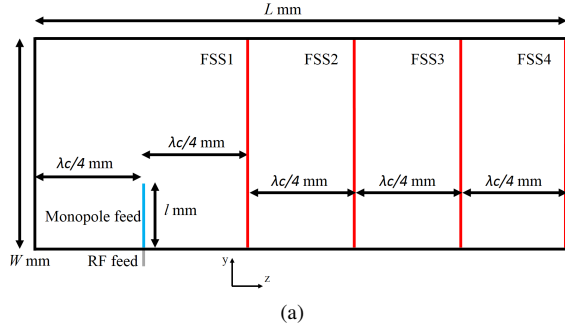 L mm
FSS1 FSS2 FSS3 FSS4
λc/4 mm
λc/4 mm
λc/4 mm λc/4 mm λc/4 mm
Monopole feed l mm
W mm RF feed
y
z
(a)